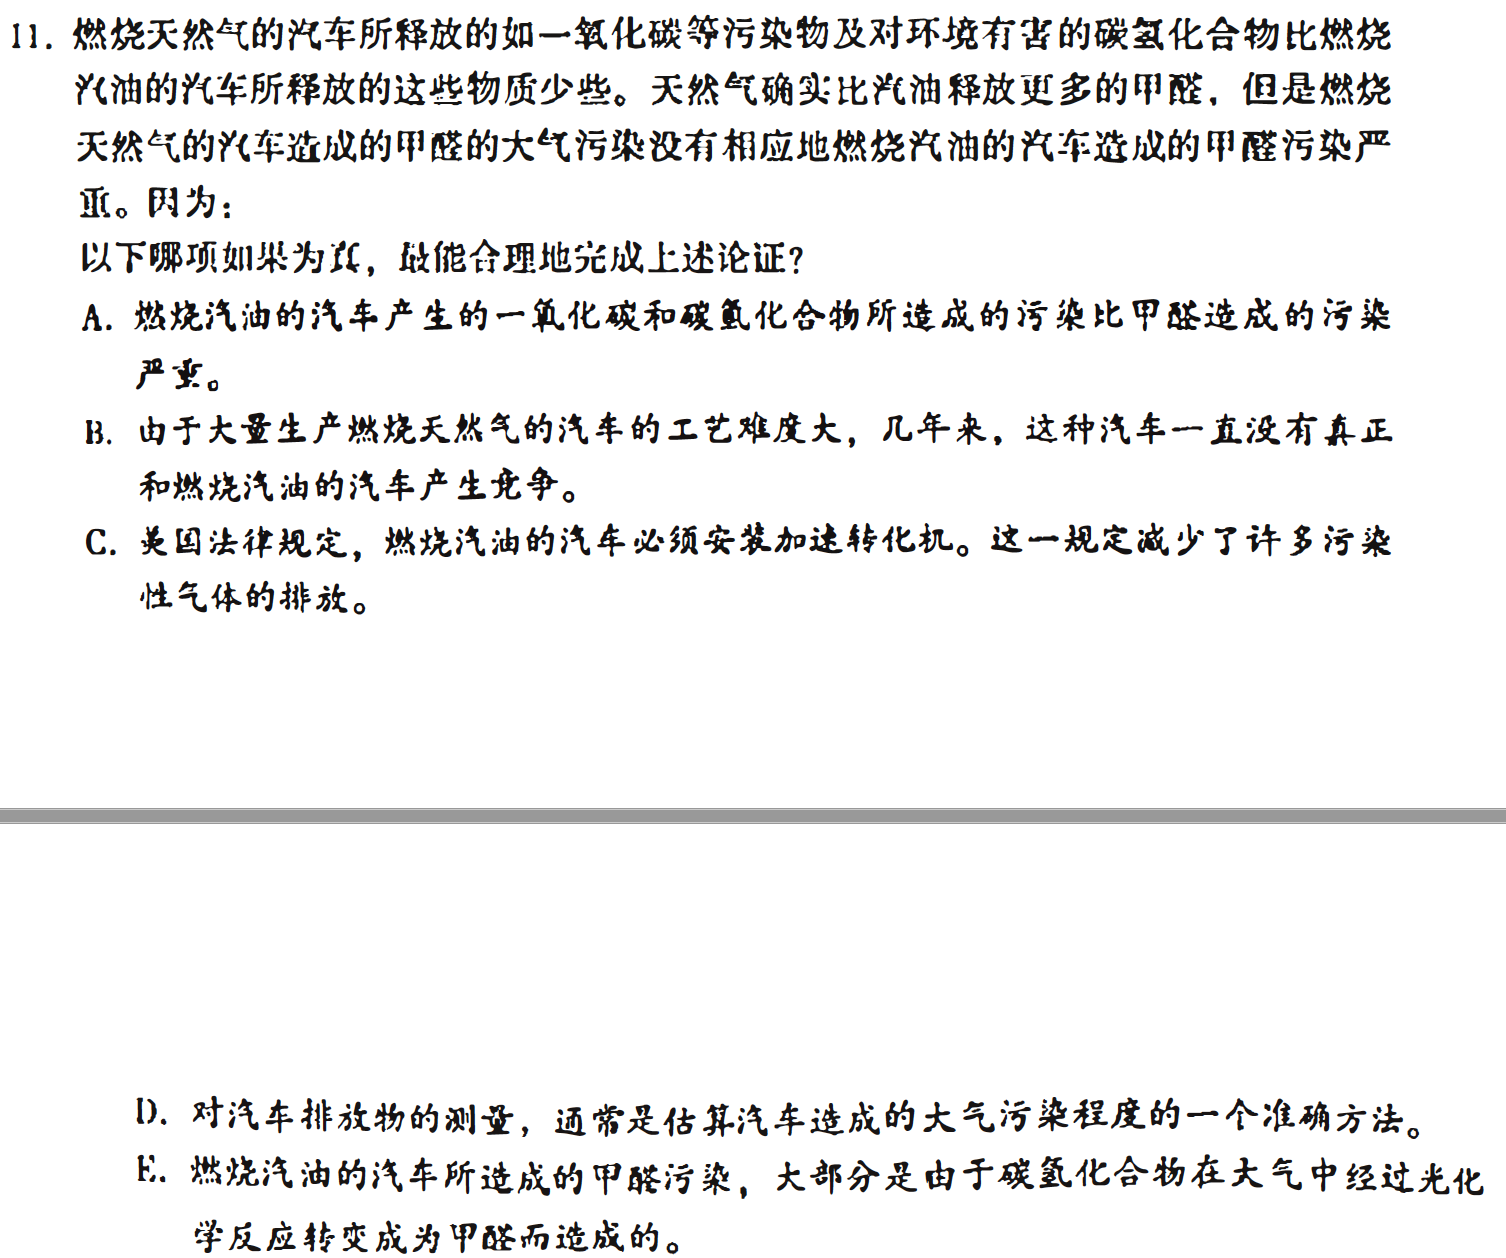 11. 燃烧天然气的汽车所释放的如一氧化碳等污染物及对环境有害的碳氢化合物比燃烧
汽油的汽车所释放的这些物质少些。天然气确实比汽油释放更多的甲醛，但是燃烧
天然气的汽车造成的甲醛的大气污染没有相应地燃烧汽油的汽车造成的甲醛污染严
重。因为：
以下哪项如果为真，最能合理地完成上述论证？
A. 燃烧汽油的汽车产生的一氧化碳和碳氢化合物所造成的污染比甲醛造成的污染
严重。
B. 由于大量生产燃烧天然气的汽车的工艺难度大，几年来，这种汽车一直没有真正
和燃烧汽油的汽车产生竞争。
C. 美国法律规定，燃烧汽油的汽车必须安装加速转化机。这一规定减少了许多污染
性气体的排放。
D. 对汽车排放物的测量，通常是估算汽车造成的大气污染程度的一个准确方法。
E. 燃烧汽油的汽车所造成的甲醛污染，大部分是由于碳氢化合物在大气中经过光化
学反应转变成为甲醛而造成的。